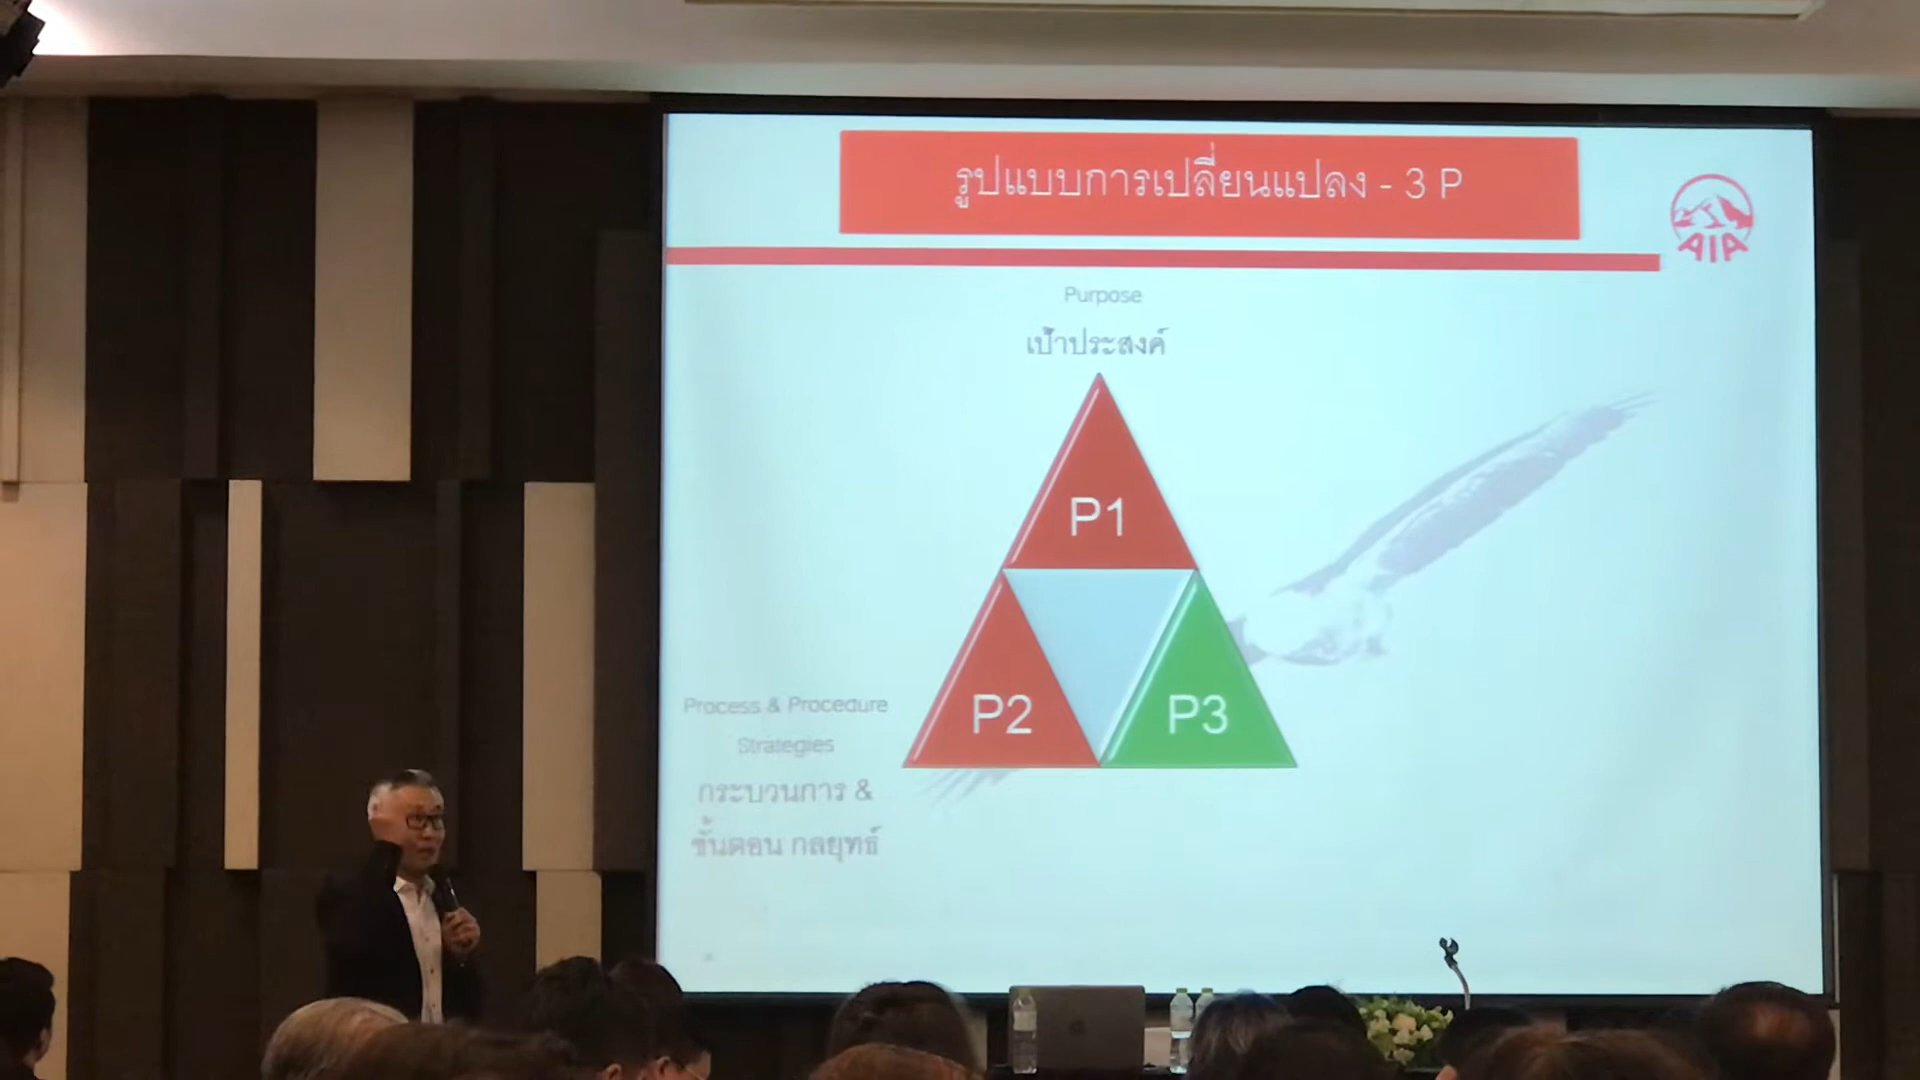 รูปแบบการเปลี่ยนแปลง - 3 P
AIA
Purpose
เป้าประสงค์
P1
P2
P3
Process & Procedure
Strategies
กระบวนการ &
ขั้นตอน กลยุทธ์